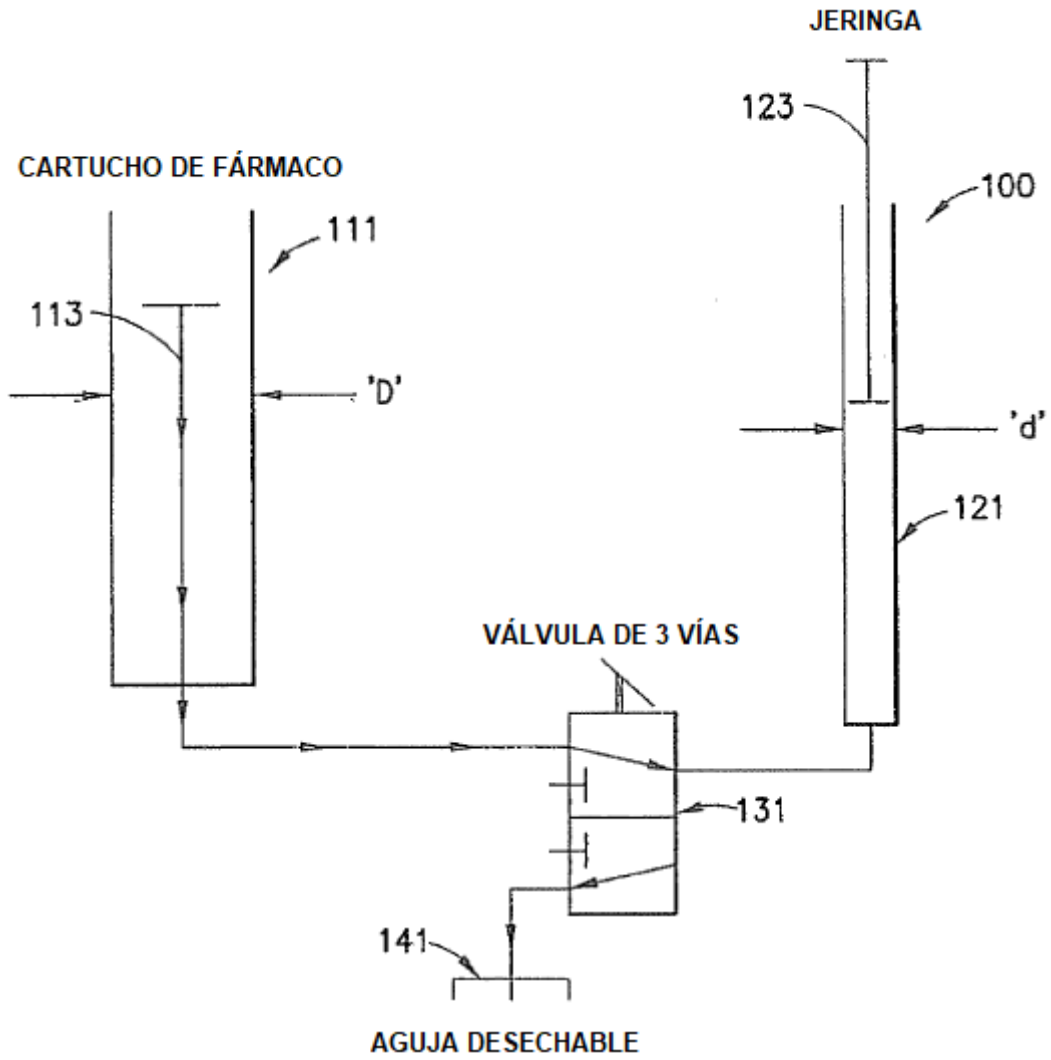 JERINGA
123
CARTUCHO DE FÁRMACO
100
111
113
'D'
'd'
121
VÁLVULA DE 3 VÍAS
131
141
AGUJA DESECHABLE